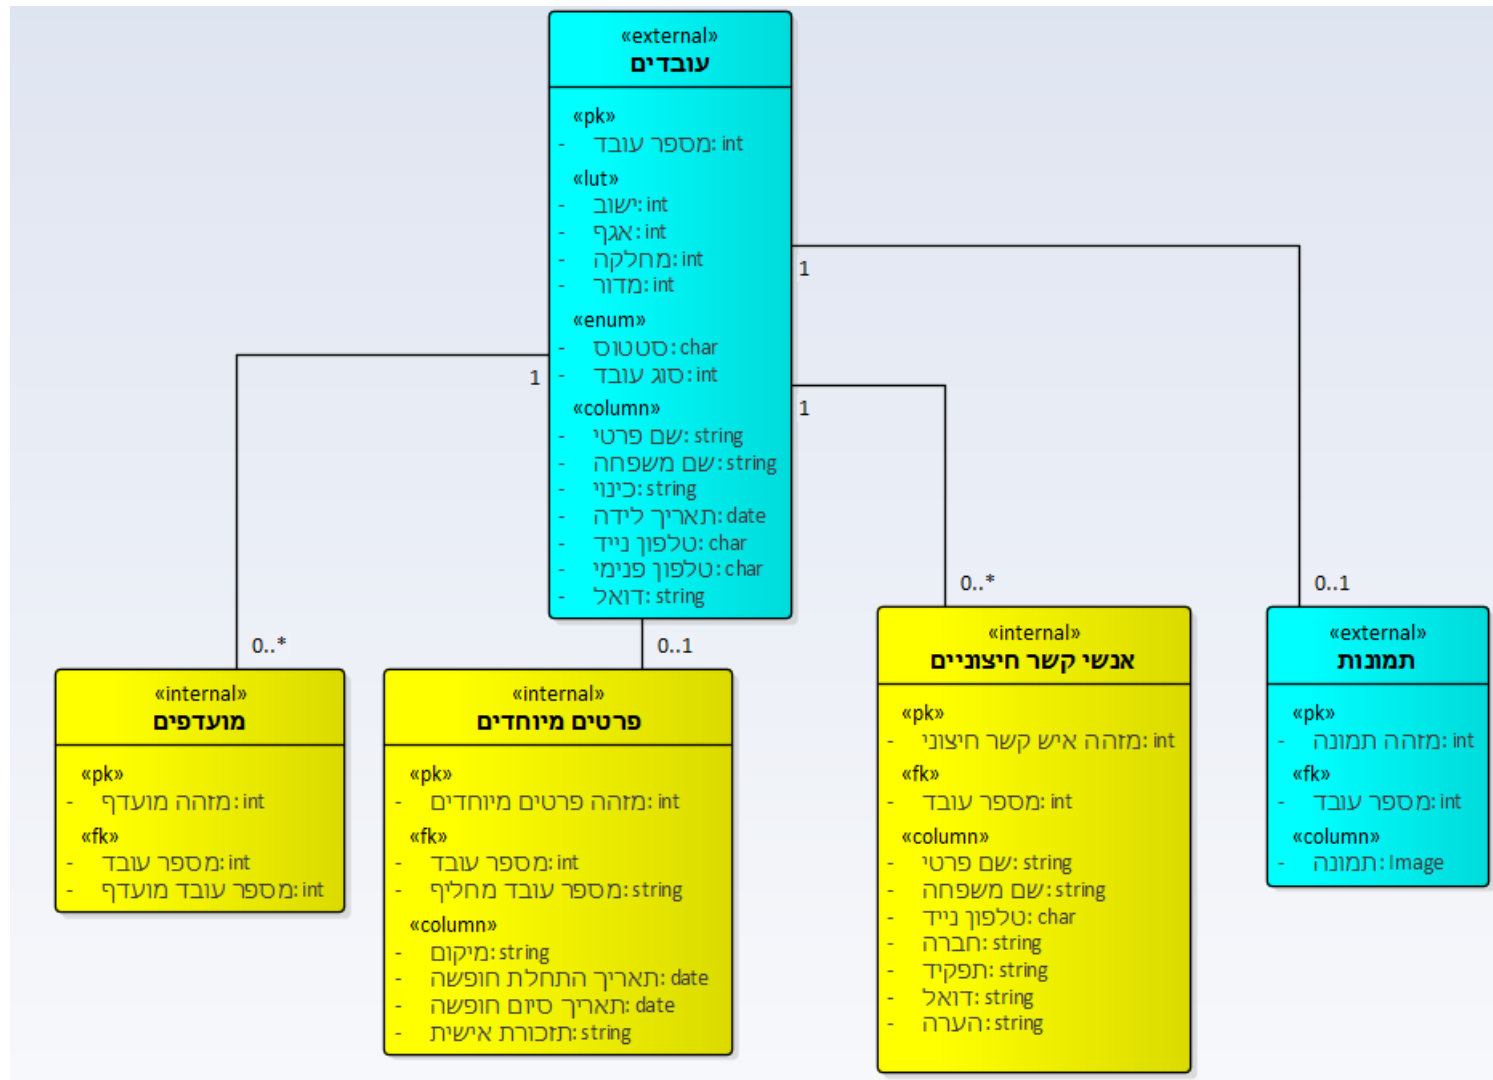 «external»
עובדים
«pk»
- מספר עובד: int
«lut»
- ישוב: int
- אגף: int
- מחלקה: int
- מדור: int
«enum»
- סטטוס: char
- סוג עובד: int
«column»
- שם פרטי: string
- שם משפחה: string
- כינוי: string
- תאריך לידה: date
- טלפון נייד: char
- טלפון פנימי: char
- דואל: string
1
1
1
0..*
0..1
0..*
0..1
«internal»
מועדפים
«pk»
- מזהה מועדף: int
«fk»
- מספר עובד: int
- מספר עובד מועדף: int
«internal»
פרטים מיוחדים
«pk»
- מזהה פרטים מיוחדים: int
«fk»
- מספר עובד: int
- מספר עובד מחליף: string
«column»
- מיקום: string
- תאריך התחלת חופשה: date
- תאריך סיום חופשה: date
- תזכורת אישית: string
«internal»
אנשי קשר חיצוניים
«pk»
- מזהה איש קשר חיצוני: int
«fk»
- מספר עובד: int
«column»
- שם פרטי: string
- שם משפחה: string
- טלפון נייד: char
- חברה: string
- תפקיד: string
- דואל: string
- הערה: string
«external»
תמונות
«pk»
- מזהה תמונה: int
«fk»
- מספר עובד: int
«column»
- תמונה: Image